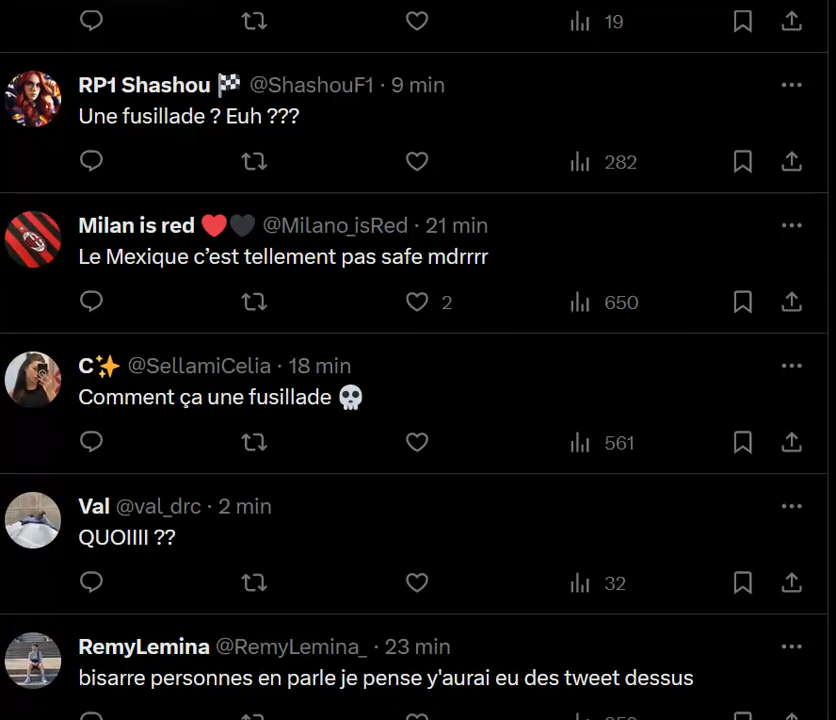 19
RP1 Shashou 🏁 @ShashouF1 · 9 min
Une fusillade ? Euh ???
282
Milan is red ❤️🖤 @Milano_isRed · 21 min
Le Mexique c’est tellement pas safe mdrrrr
2 650
C✨ @SellamiCelia · 18 min
Comment ça une fusillade 💀
561
Val @val_drc · 2 min
QUOIIII ??
32
RemyLemina @RemyLemina_ · 23 min
bisarre personnes en parle je pense y'aurai eu des tweet dessus